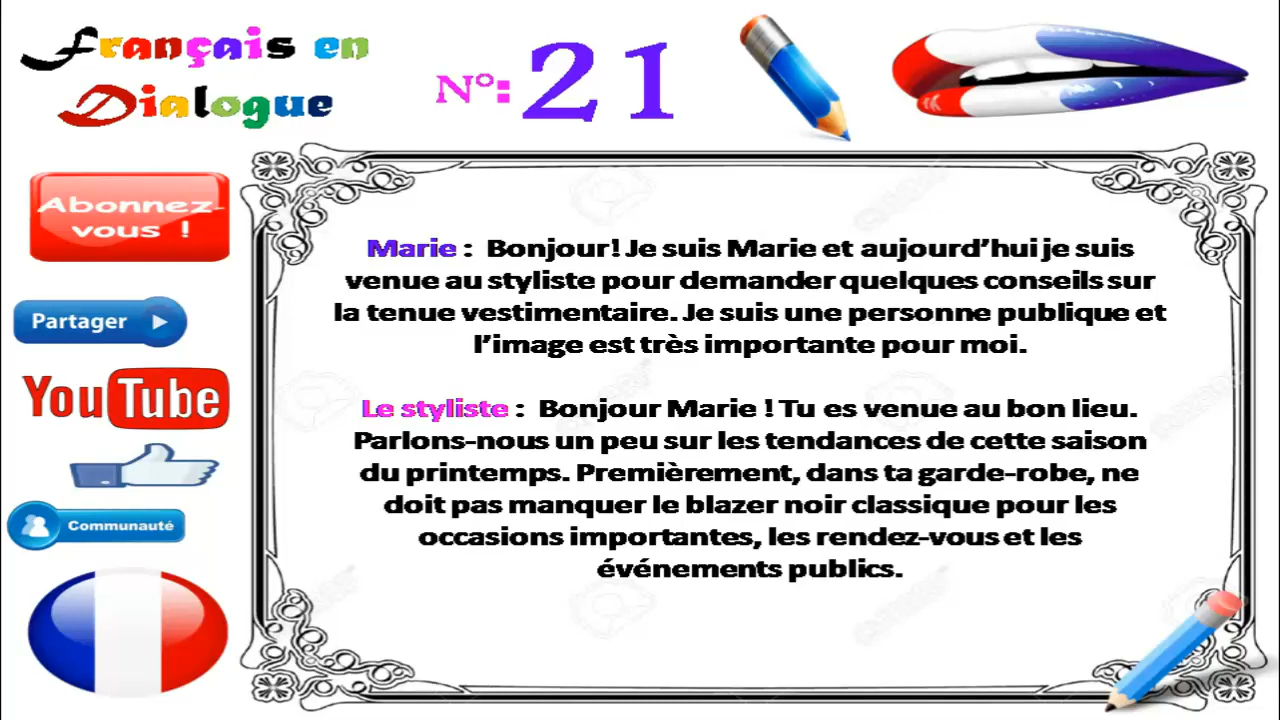 Français en
Dialogue
N°: 21
Abonnez-
vous !
Partager
YouTube
Communauté
Marie : Bonjour! Je suis Marie et aujourd’hui je suis
venue au styliste pour demander quelques conseils sur
la tenue vestimentaire. Je suis une personne publique et
l’image est très importante pour moi.
Le styliste : Bonjour Marie ! Tu es venue au bon lieu.
Parlons-nous un peu sur les tendances de cette saison
du printemps. Premièrement, dans ta garde-robe, ne
doit pas manquer le blazer noir classique pour les
occasions importantes, les rendez-vous et les
événements publics.